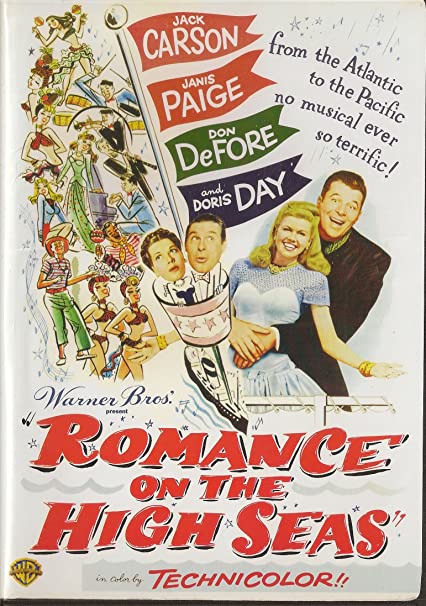 JACK
CARSON
JANIS
PAIGE
DON
DEFORE
and
DORIS DAY
from the Atlantic
to the Pacific
no musical ever
so terrific!
Warner Bros.'
present
"ROMANCE
ON THE
HIGH SEAS"
WB
in color by TECHNICOLOR!!